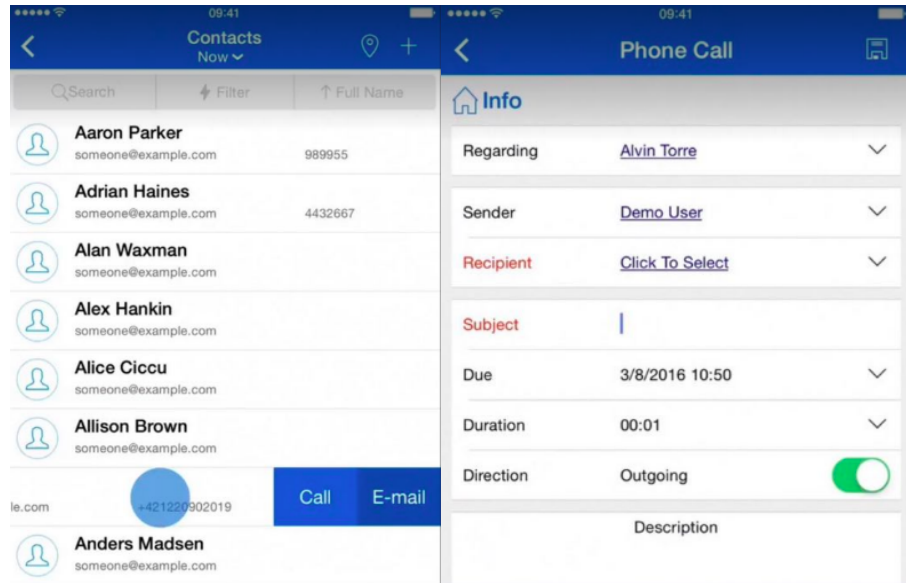 09:41
Contacts
Now
Search Filter Full Name
Aaron Parker
someone@example.com 989955
Adrian Haines
someone@example.com 4432667
Alan Waxman
someone@example.com
Alex Hankin
someone@example.com
Alice Ciccu
someone@example.com
Allison Brown
someone@example.com
le.com +421220902019 Call E-mail
Anders Madsen
someone@example.com
09:41
Phone Call
Info
Regarding Alvin Torre
Sender Demo User
Recipient Click To Select
Subject
Due 3/8/2016 10:50
Duration 00:01
Direction Outgoing
Description